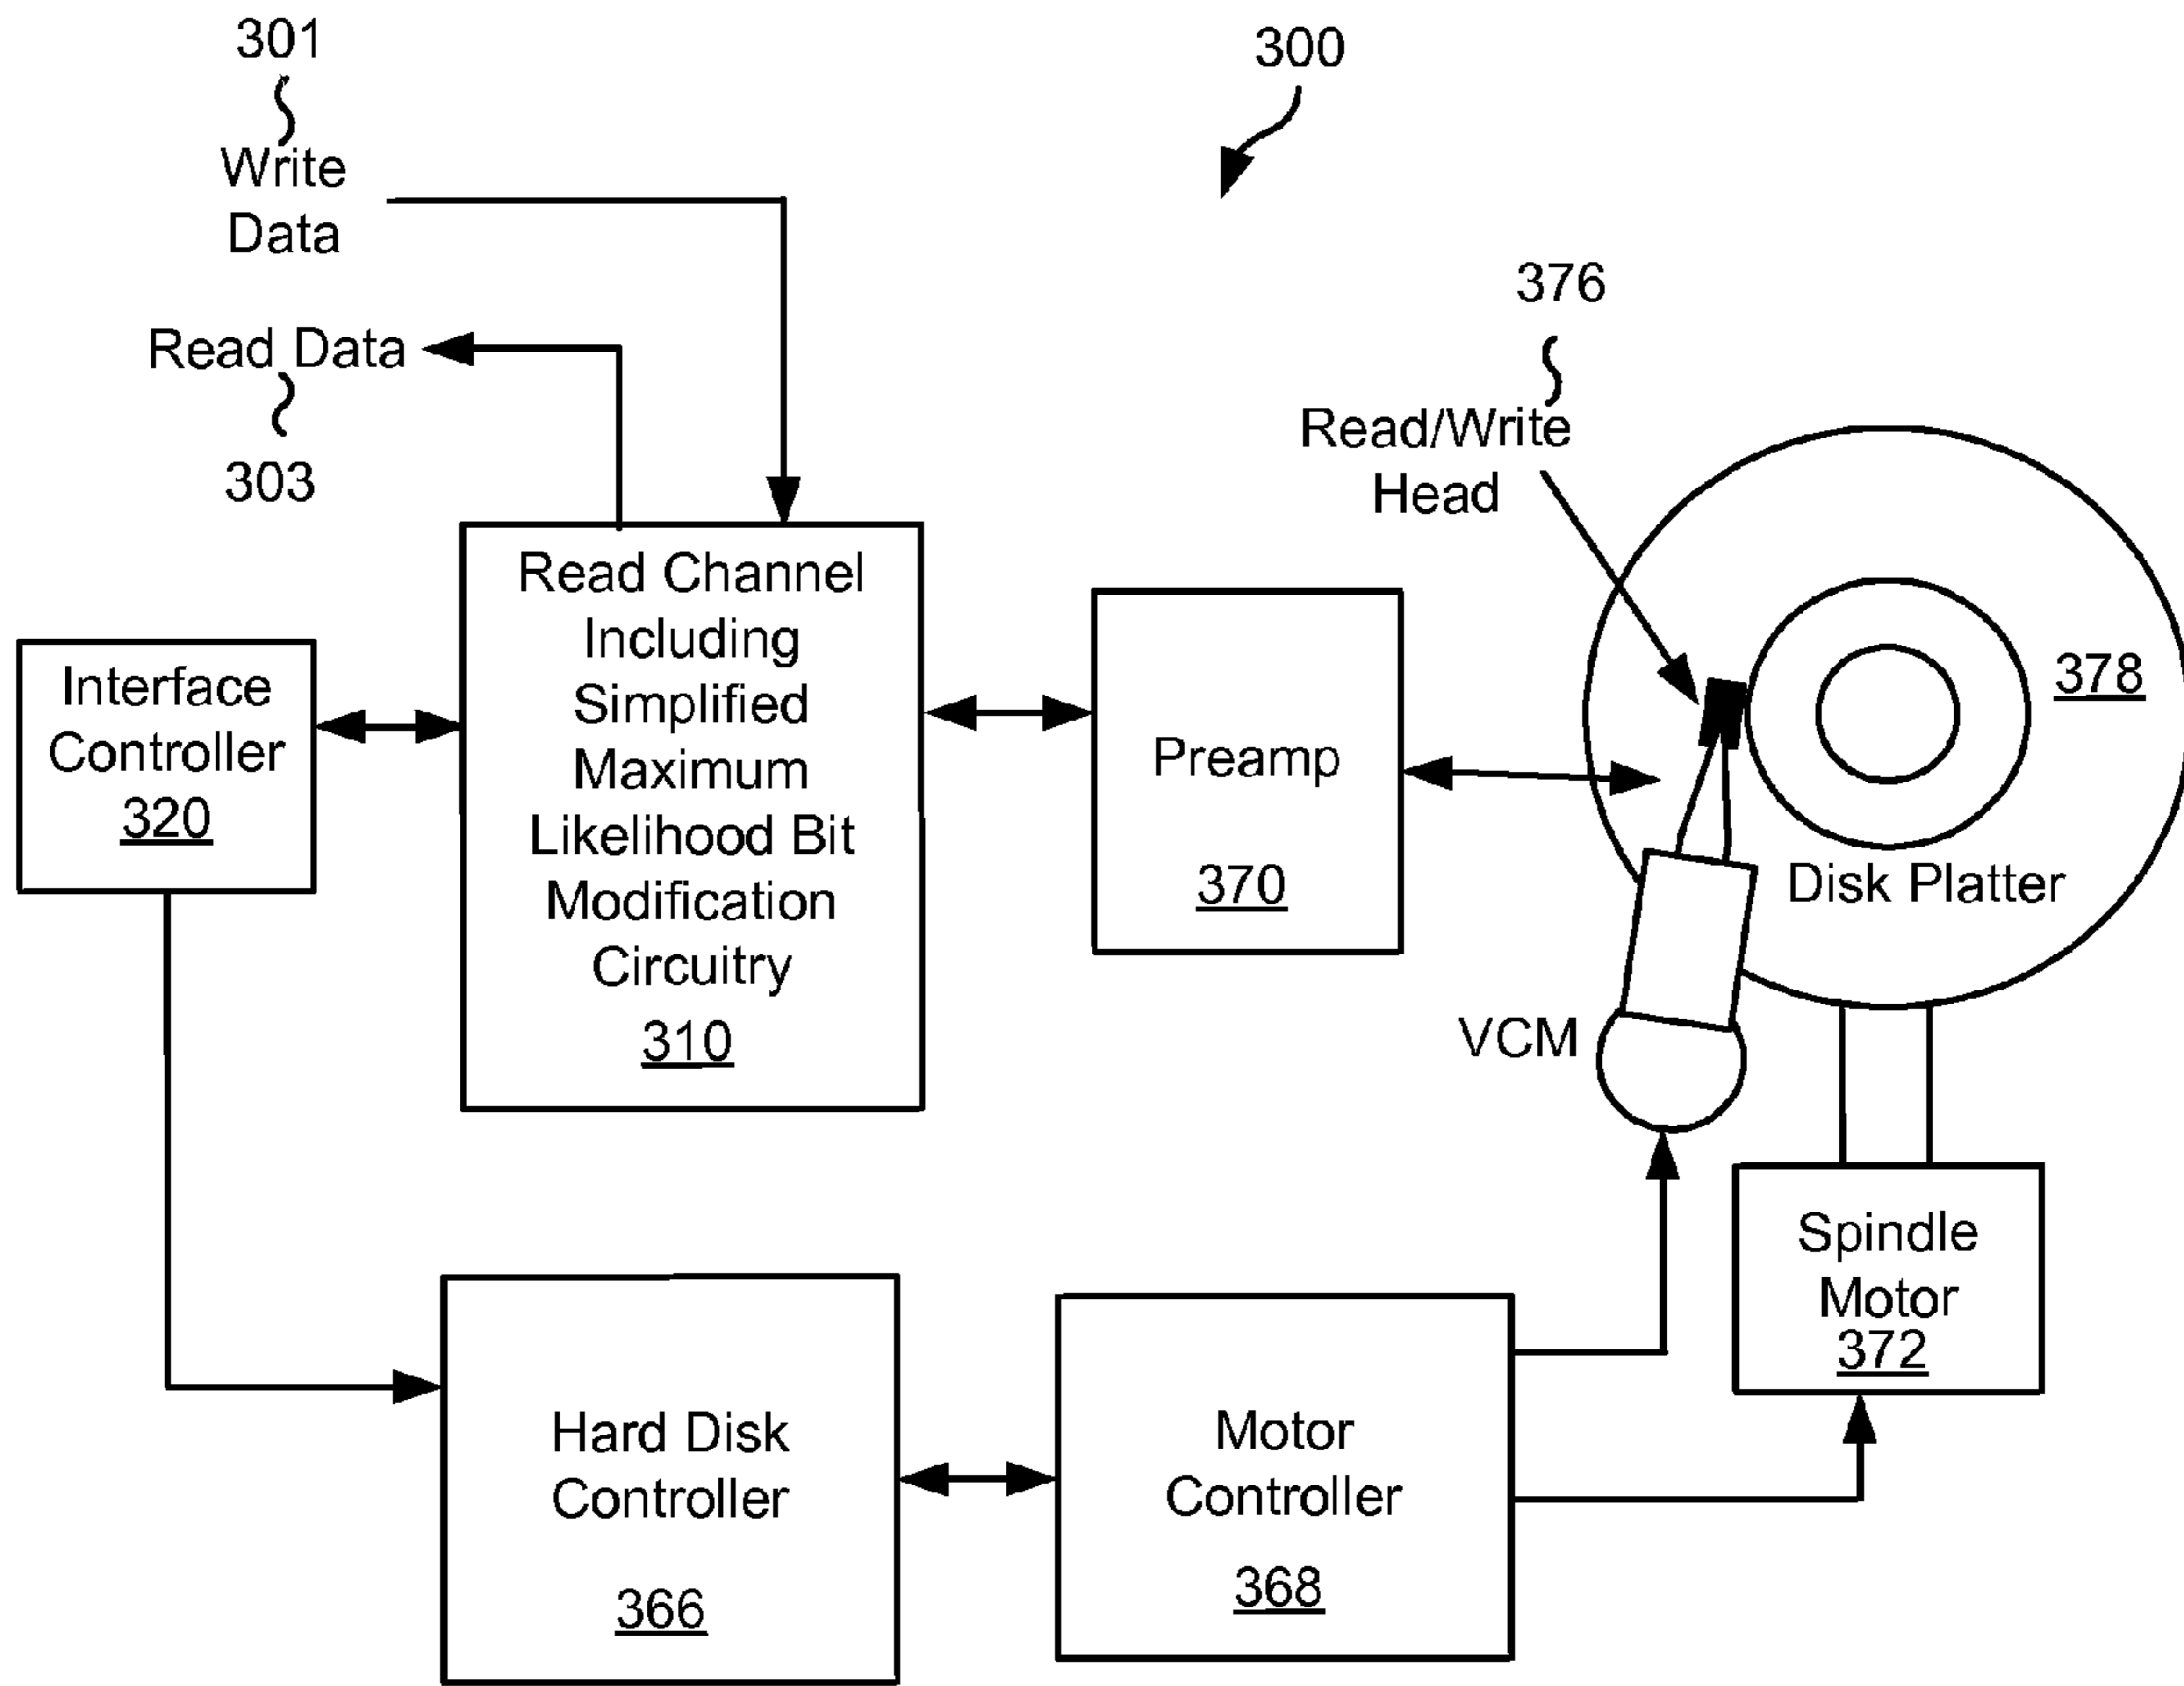 301
Write
Data
300
Read Data
303
376
Read/Write
Head
Read Channel
Including
Simplified
Maximum
Likelihood Bit
Modification
Circuitry
310
Interface
Controller
320
Preamp
370
378
Disk Platter
VCM
Spindle
Motor
372
Hard Disk
Controller
366
Motor
Controller
368